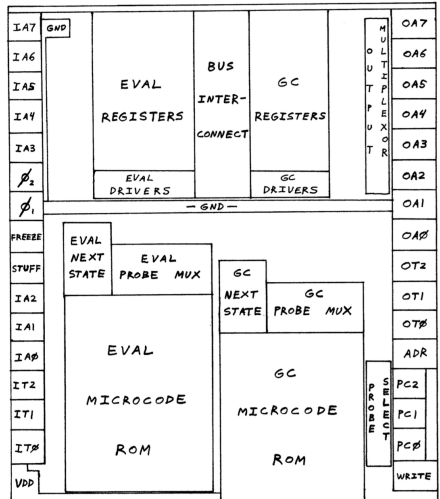 IA7
IA6
IA5
IA4
IA3
Ø₂
Ø₁
FREEZE
STUFF
IA2
IA1
IAØ
IT2
IT1
ITØ
VDD
GND
EVAL
REGISTERS
EVAL
DRIVERS
BUS
INTER-
CONNECT
GC
REGISTERS
GC
DRIVERS
OUTPUT
MULTIPLEXOR
— GND —
EVAL
NEXT
STATE
EVAL
PROBE MUX
EVAL
MICROCODE
ROM
GC
NEXT
STATE
GC
PROBE MUX
GC
MICROCODE
ROM
PROBE
SELECT
OA7
OA6
OA5
OA4
OA3
OA2
OA1
OAØ
OT2
OT1
OTØ
ADR
PC2
PC1
PCØ
WRITE